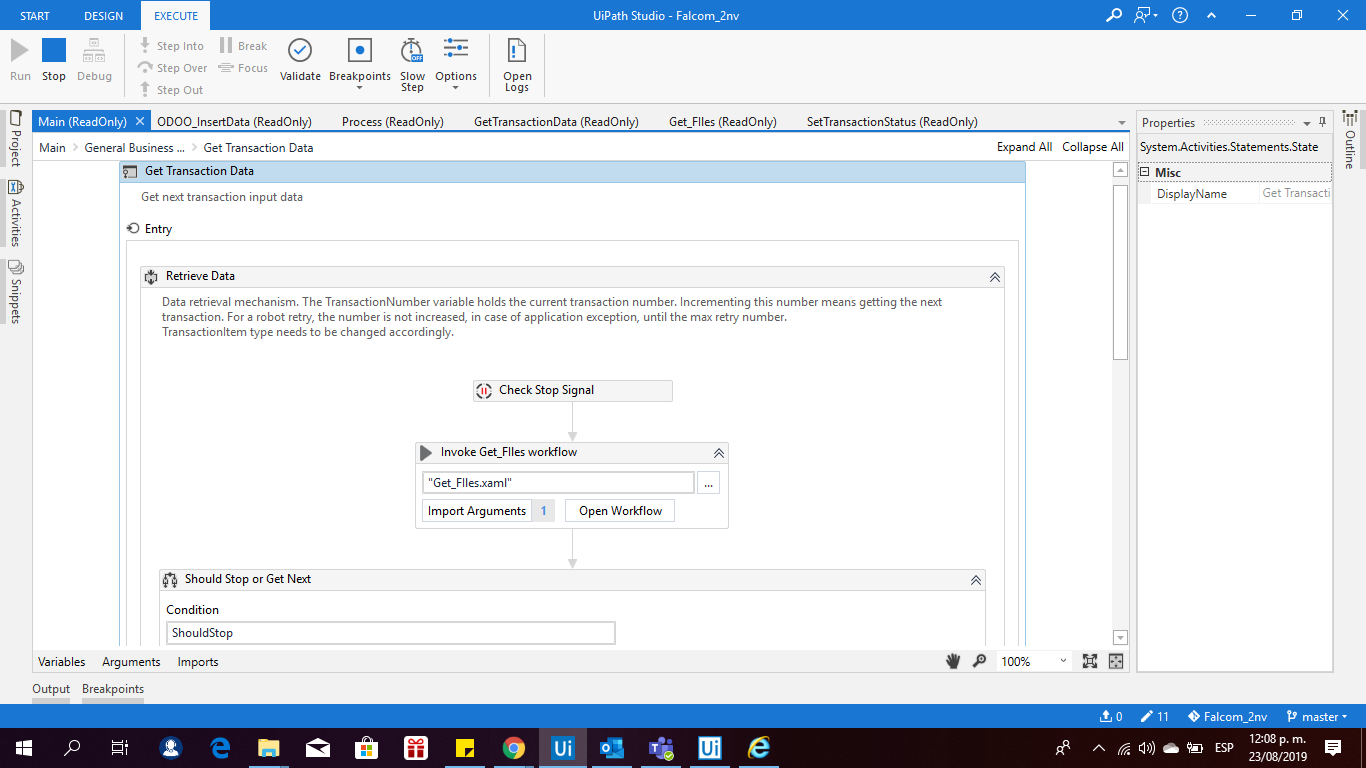 START DESIGN EXECUTE UiPath Studio - Falcom_2nv
Run Stop Debug
Step Into
Step Over
Step Out
Break
Focus
Validate Breakpoints Slow Step Options Open Logs
OFF
Main (ReadOnly) ODOO_InsertData (ReadOnly) Process (ReadOnly) GetTransactionData (ReadOnly) Get_FIles (ReadOnly) SetTransactionStatus (ReadOnly)
Main General Business ... Get Transaction Data Expand All Collapse All
Project
Activities
Snippets
Get Transaction Data
Get next transaction input data
Entry
Retrieve Data
Data retrieval mechanism. The TransactionNumber variable holds the current transaction number. Incrementing this number means getting the next
transaction. For a robot retry, the number is not increased, in case of application exception, until the max retry number.
TransactionItem type needs to be changed accordingly.
Check Stop Signal
Invoke Get_FIles workflow
"Get_FIles.xaml" ...
Import Arguments 1 Open Workflow
Should Stop or Get Next
Condition
ShouldStop
Properties
System.Activities.Statements.State
Misc
DisplayName Get Transacti
Outline
Variables Arguments Imports 100%
Output Breakpoints
0 11 Falcom_2nv master
Ui Ui
ESP
12:08 p. m.
23/08/2019